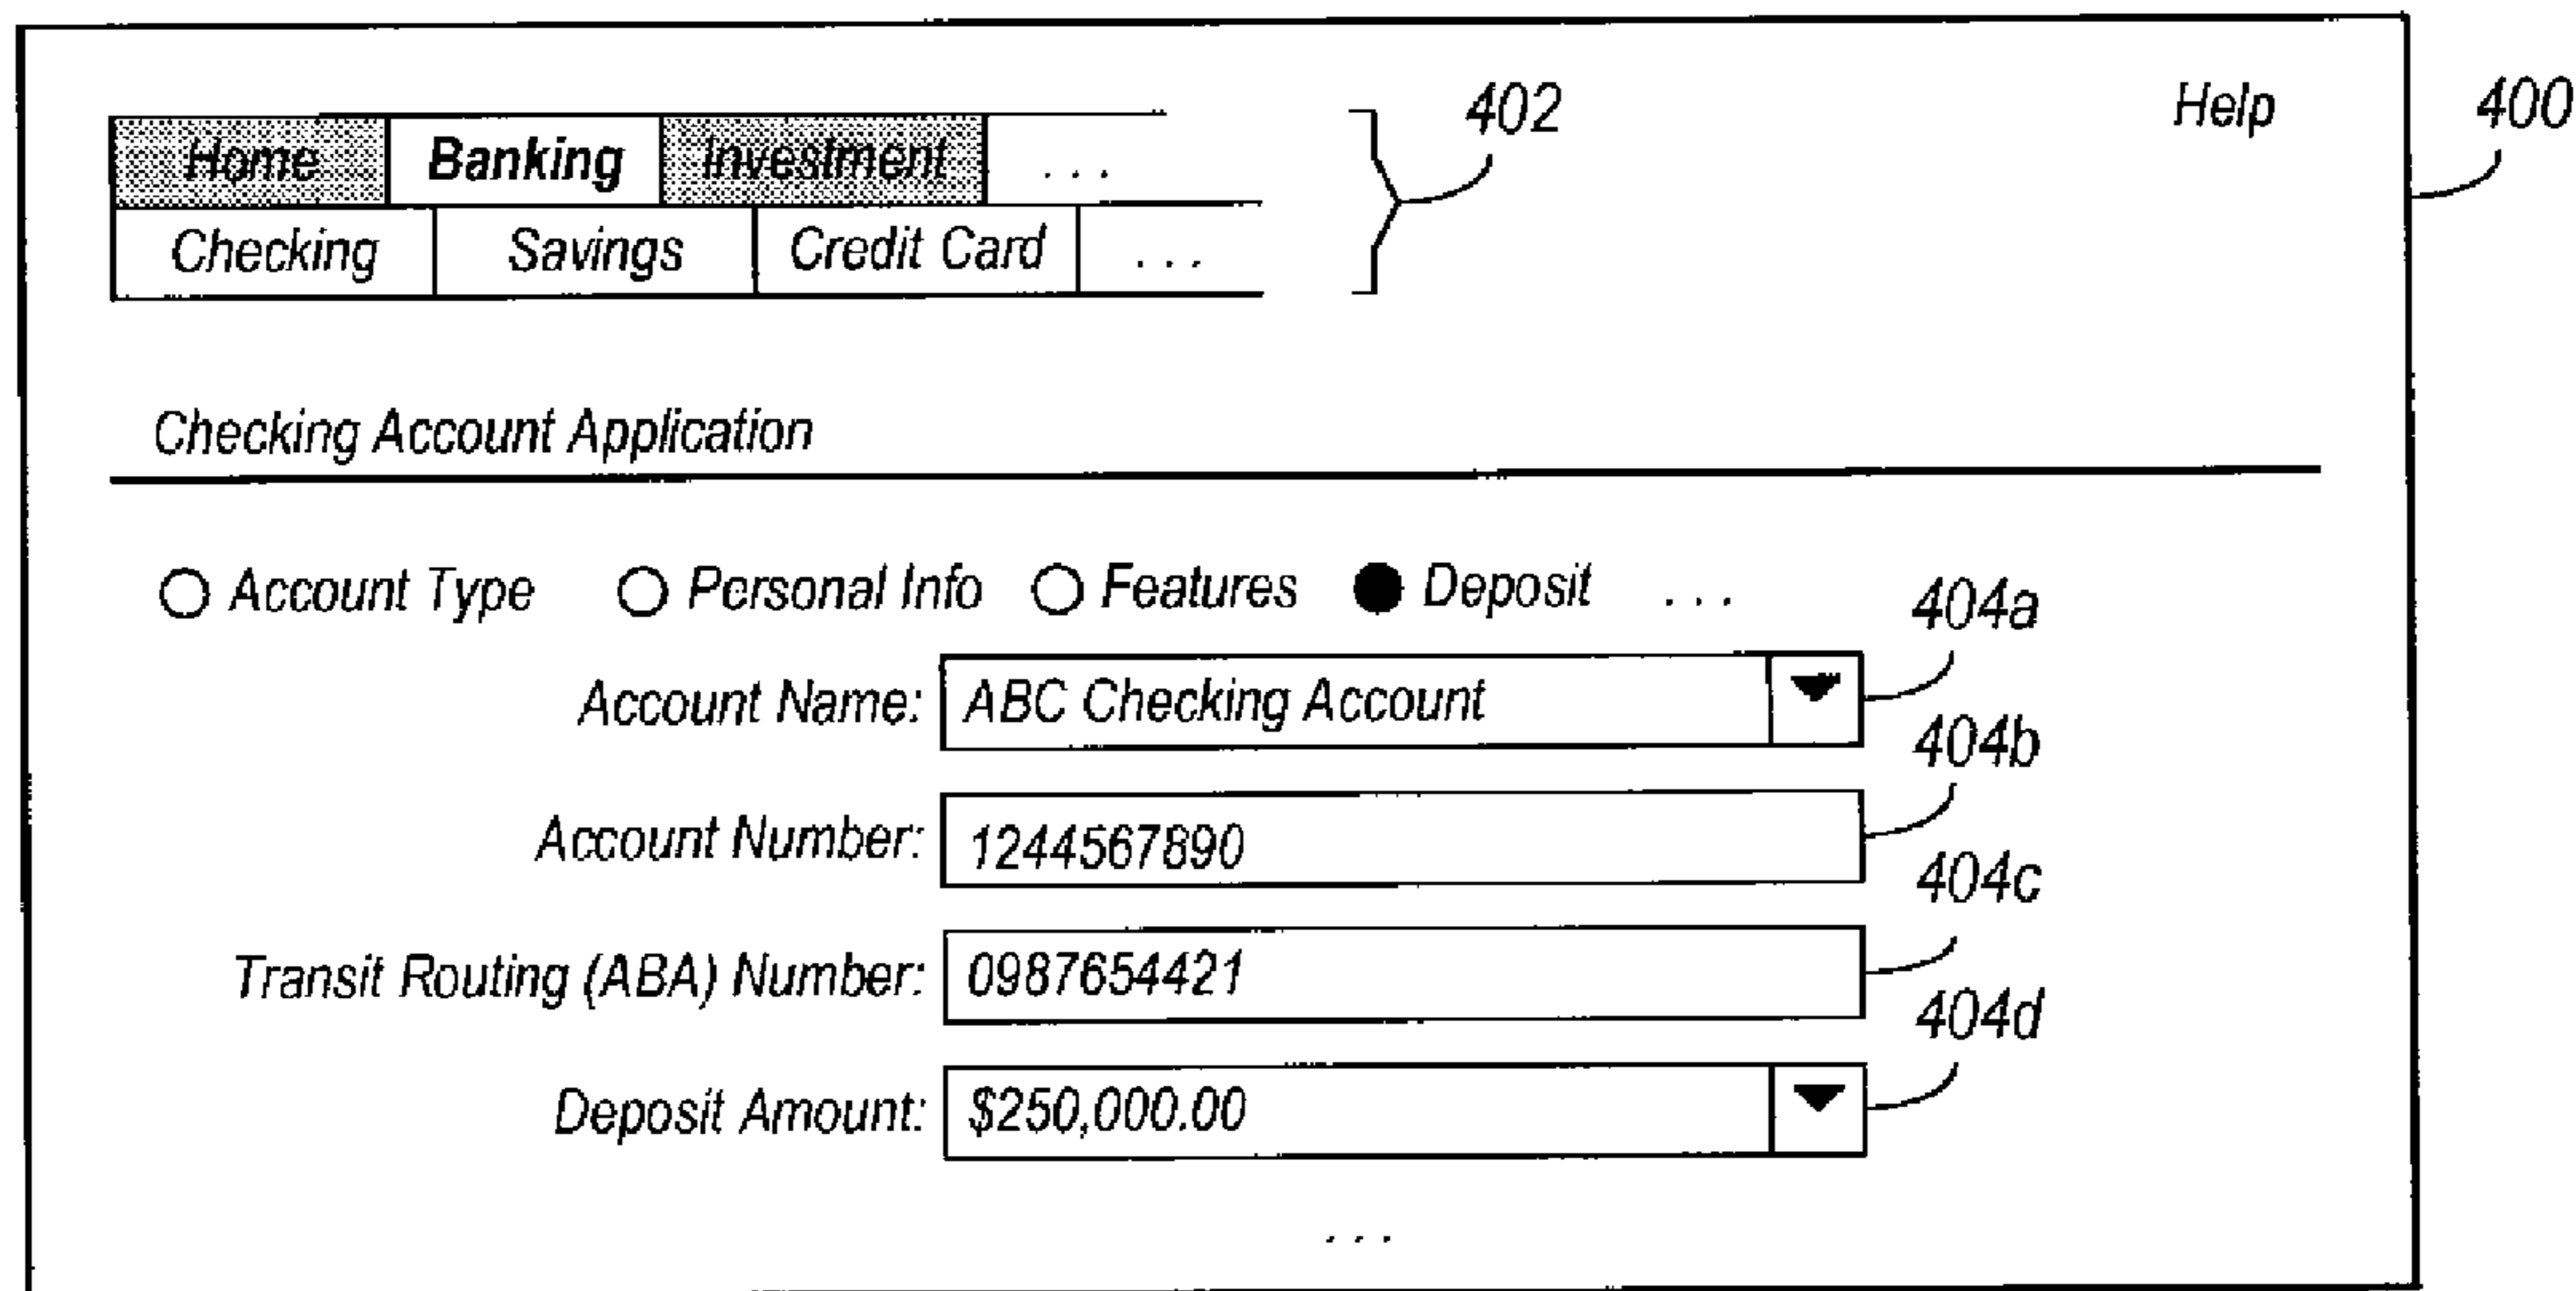 Help 400
Home Banking Investment ... 402
Checking Savings Credit Card ...
Checking Account Application
Account Type Personal Info Features Deposit ...
404a
Account Name: ABC Checking Account
404b
Account Number: 1244567890
404c
Transit Routing (ABA) Number: 0987654421
404d
Deposit Amount: $250,000.00
...